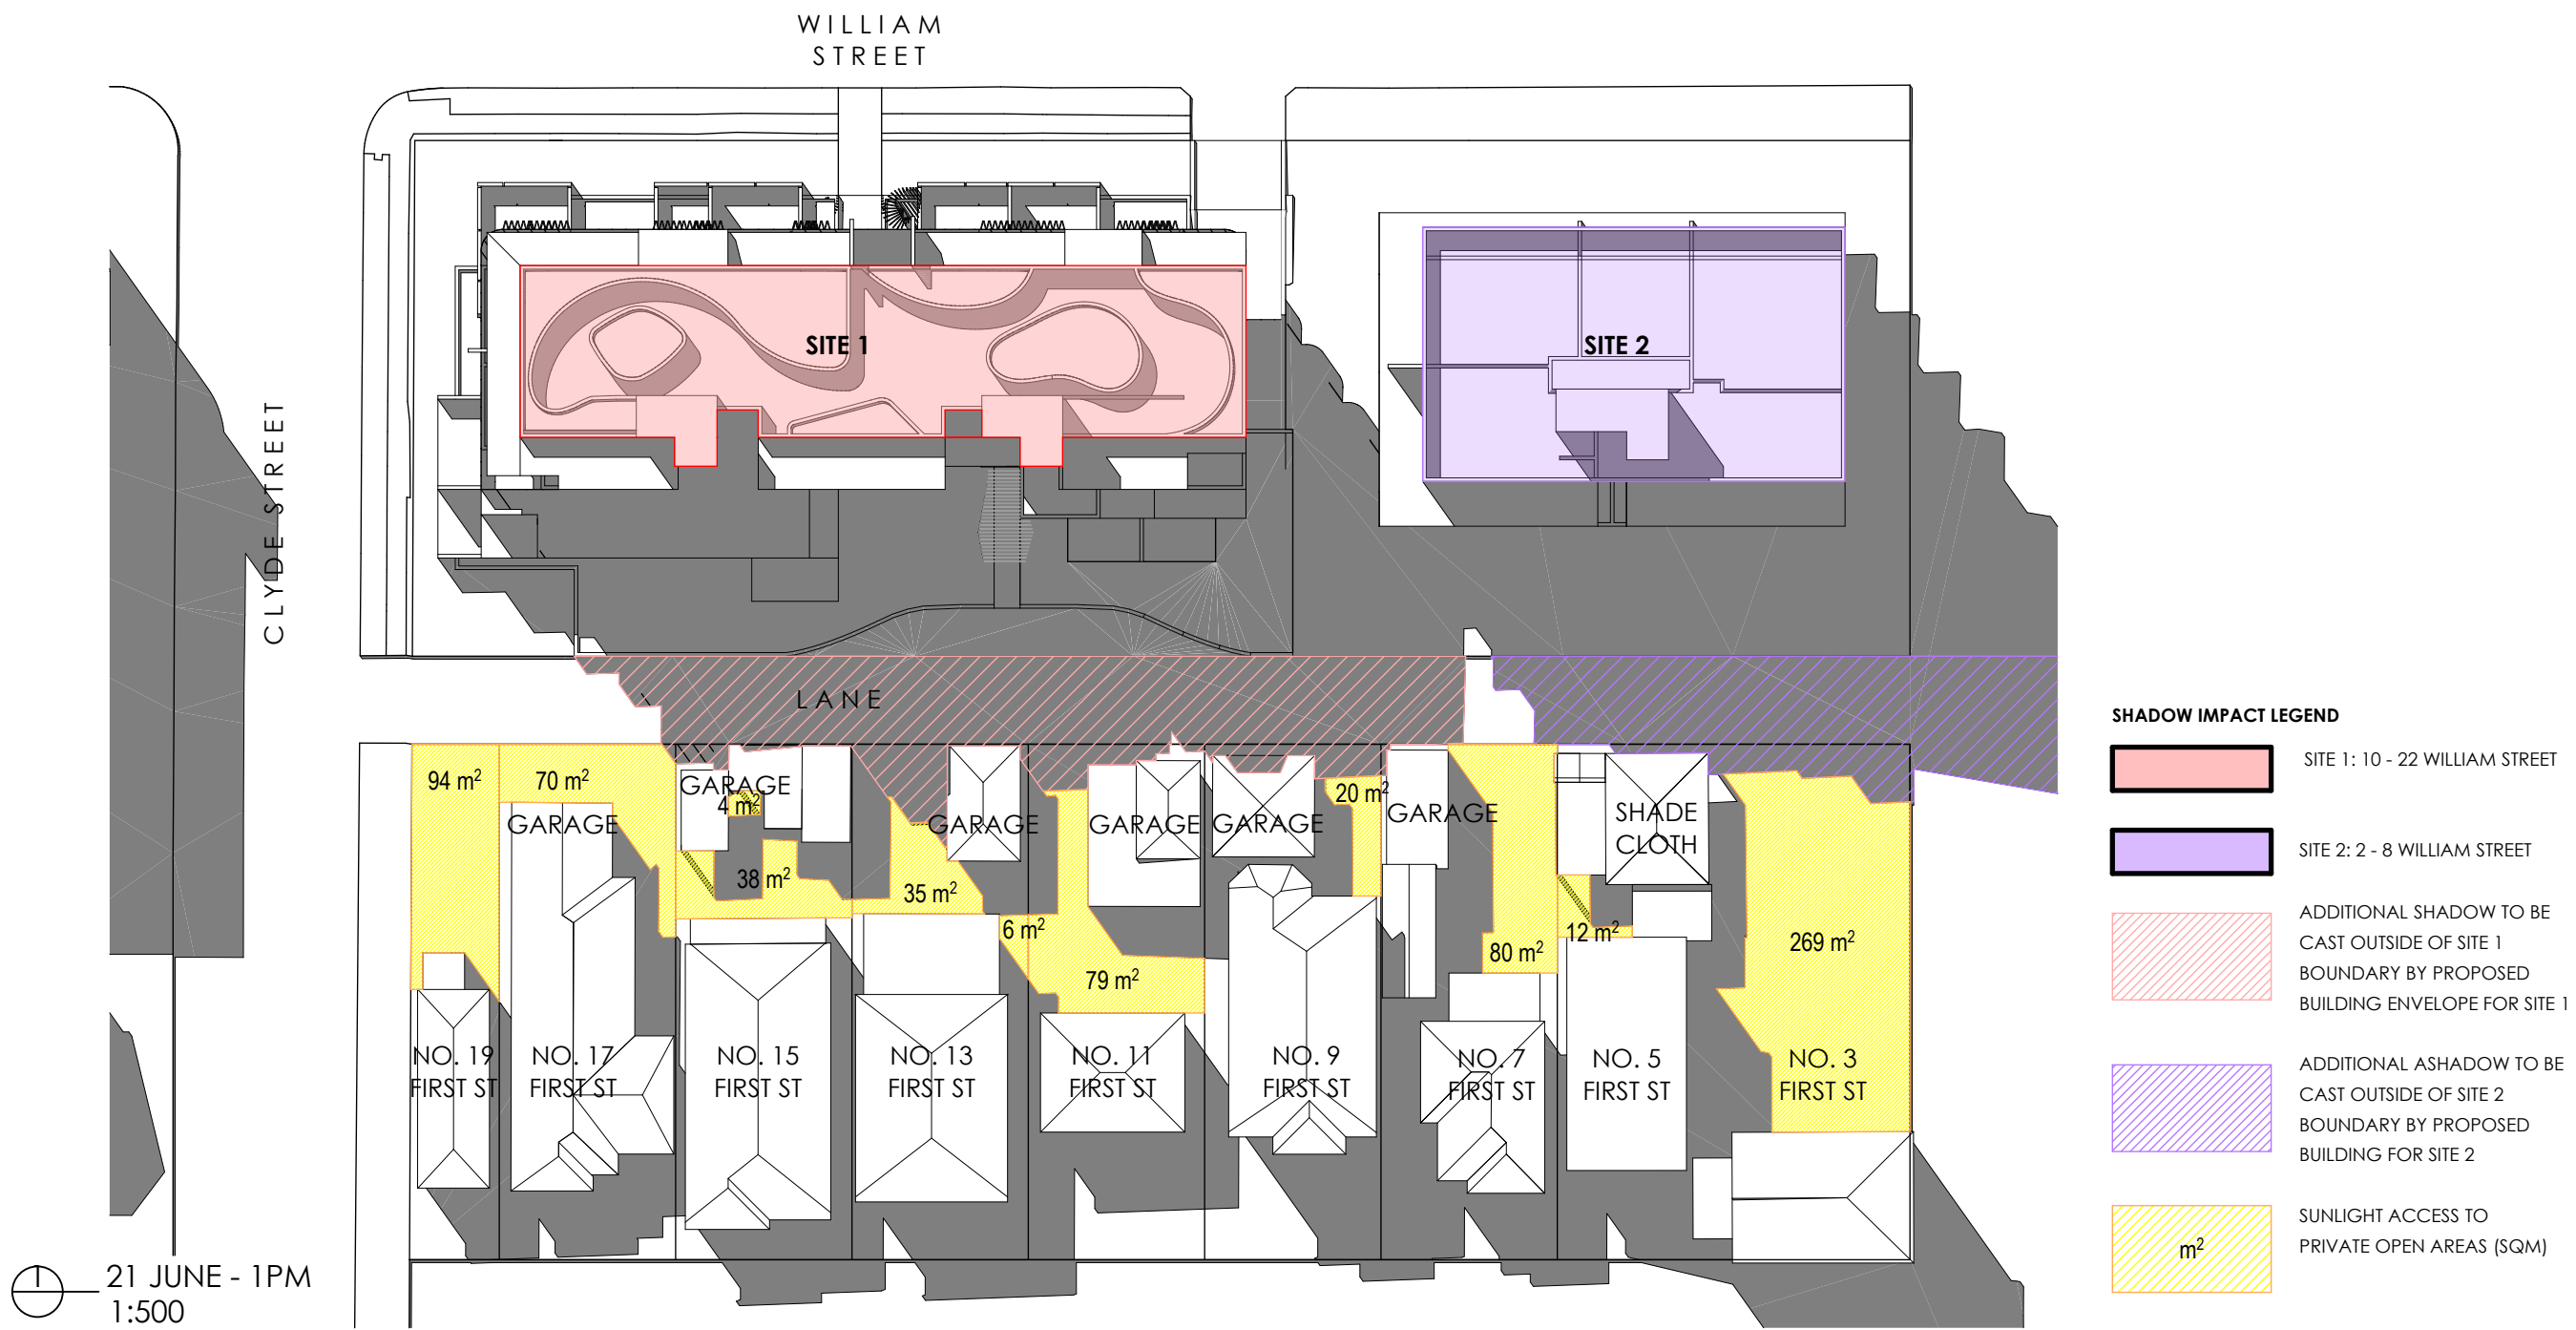 WILLIAM
STREET
CLYDE STREET
SITE 1
SITE 2
LANE
94 m²
70 m²
GARAGE
GARAGE
4 m²
38 m²
35 m²
GARAGE
6 m²
79 m²
GARAGE
GARAGE
20 m²
GARAGE
80 m²
SHADE
CLOTH
12 m²
269 m²
NO. 19
FIRST ST
NO. 17
FIRST ST
NO. 15
FIRST ST
NO. 13
FIRST ST
NO. 11
FIRST ST
NO. 9
FIRST ST
NO. 7
FIRST ST
NO. 5
FIRST ST
NO. 3
FIRST ST
21 JUNE - 1PM
1:500
SHADOW IMPACT LEGEND
SITE 1: 10 - 22 WILLIAM STREET
SITE 2: 2 - 8 WILLIAM STREET
ADDITIONAL SHADOW TO BE
CAST OUTSIDE OF SITE 1
BOUNDARY BY PROPOSED
BUILDING ENVELOPE FOR SITE 1
ADDITIONAL ASHADOW TO BE
CAST OUTSIDE OF SITE 2
BOUNDARY BY PROPOSED
BUILDING FOR SITE 2
m²
SUNLIGHT ACCESS TO
PRIVATE OPEN AREAS (SQM)